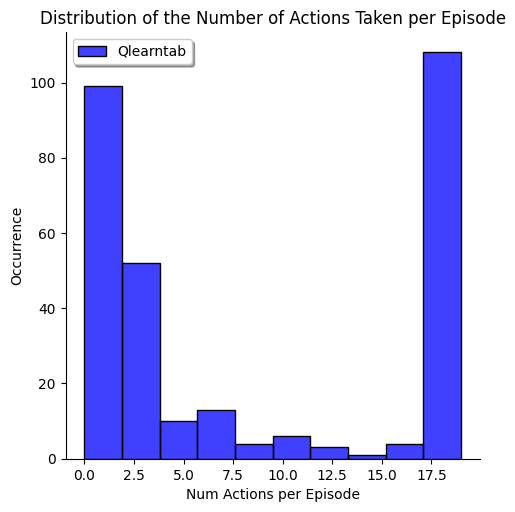 Distribution of the Number of Actions Taken per Episode
Qlearntab
100
80
60
40
20
0
Occurrence
0.0 2.5 5.0 7.5 10.0 12.5 15.0 17.5
Num Actions per Episode